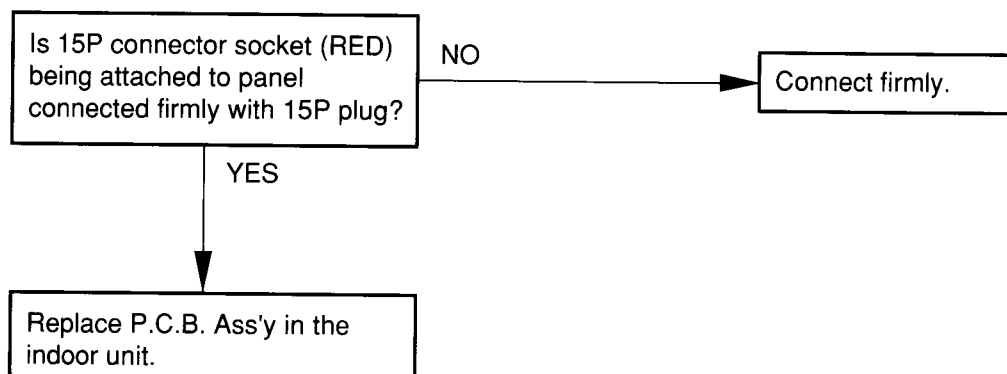 Is 15P connector socket (RED)
being attached to panel
connected firmly with 15P plug?
NO
Connect firmly.
YES
Replace P.C.B. Ass'y in the
indoor unit.